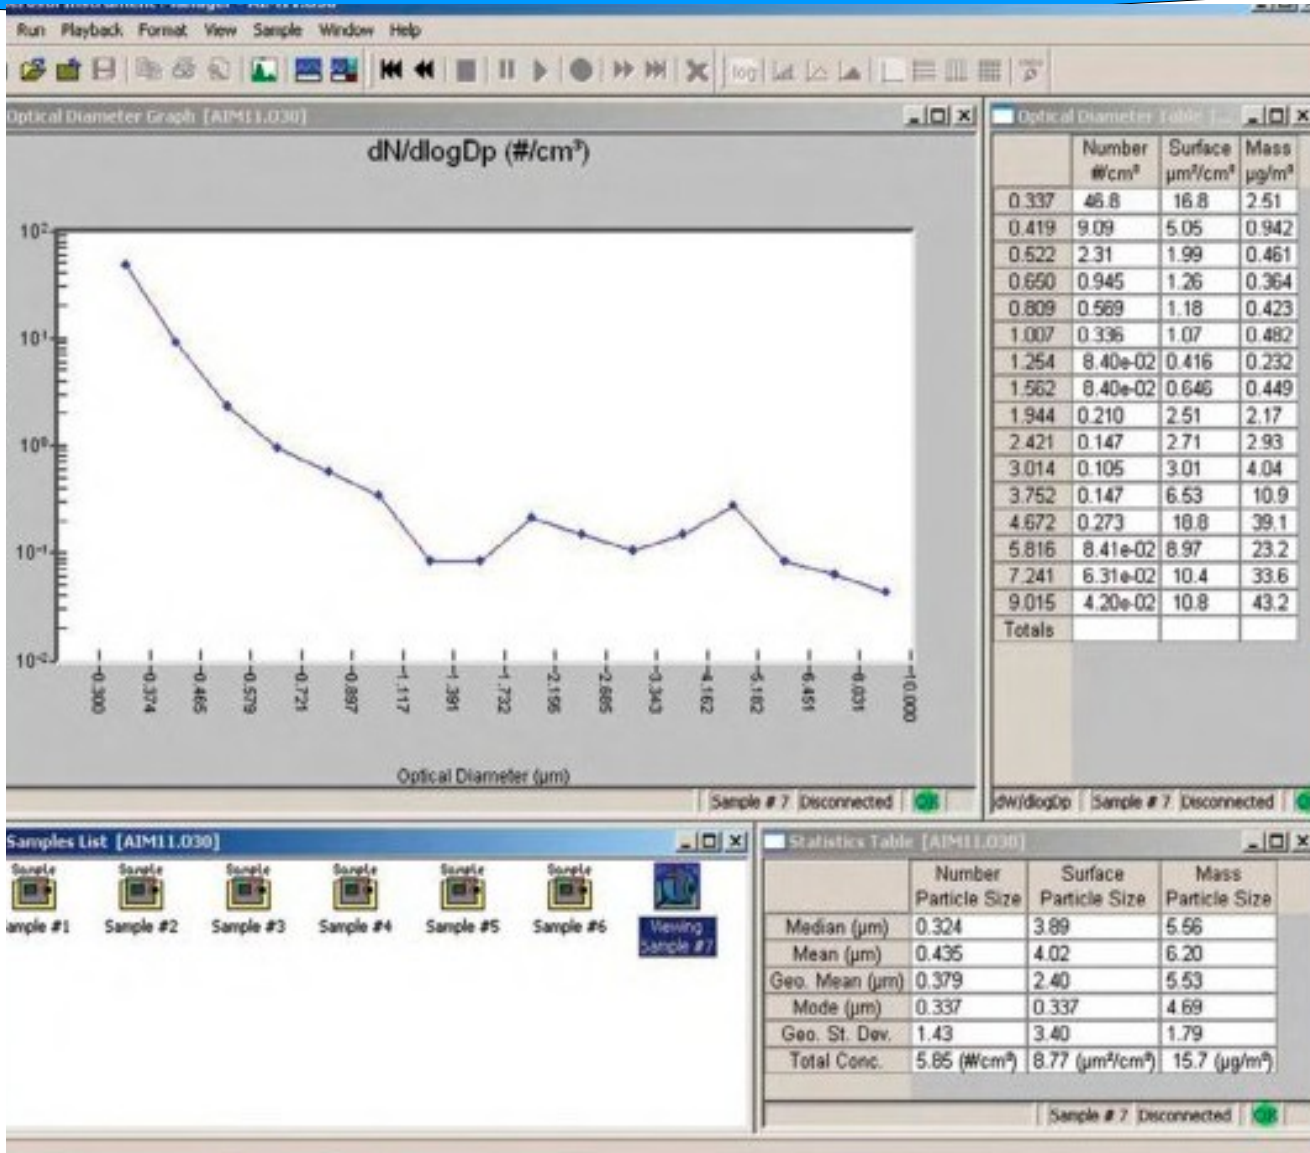 Run Playback Format View Sample Window Help
log
Optical Diameter Graph [AIM11.O30]
dN/dlogDp (#/cm³)
10²
10¹
10⁰
10⁻¹
10⁻²
0.300 0.374 0.465 0.579 0.721 0.897 1.117 1.391 1.732 2.156 2.685 3.343 4.162 5.182 6.451 8.031 10.000
Optical Diameter (µm)
Sample # 7 Disconnected OK
Optical Diameter Table
Number Surface Mass
#/cm³ µm²/cm³ µg/m³
0.337 46.8 16.8 2.51
0.419 9.09 5.05 0.942
0.522 2.31 1.99 0.461
0.650 0.945 1.26 0.364
0.809 0.569 1.18 0.423
1.007 0.336 1.07 0.482
1.254 8.40e-02 0.416 0.232
1.562 8.40e-02 0.646 0.449
1.944 0.210 2.51 2.17
2.421 0.147 2.71 2.93
3.014 0.105 3.01 4.04
3.752 0.147 6.53 10.9
4.672 0.273 18.8 39.1
5.816 8.41e-02 8.97 23.2
7.241 6.31e-02 10.4 33.6
9.015 4.20e-02 10.8 43.2
Totals
dW/dlogDp Sample # 7 Disconnected
Samples List [AIM11.O30]
Sample Sample Sample Sample Sample Sample
ample #1 Sample #2 Sample #3 Sample #4 Sample #5 Sample #6 Viewing
Sample #7
Statistics Table [AIM11.O30]
Number Surface Mass
Particle Size Particle Size Particle Size
Median (µm) 0.324 3.89 5.56
Mean (µm) 0.435 4.02 6.20
Geo. Mean (µm) 0.379 2.40 5.53
Mode (µm) 0.337 0.337 4.69
Geo. St. Dev. 1.43 3.40 1.79
Total Conc. 5.85 (#/cm³) 8.77 (µm²/cm³) 15.7 (µg/m³)
Sample # 7 Disconnected OK